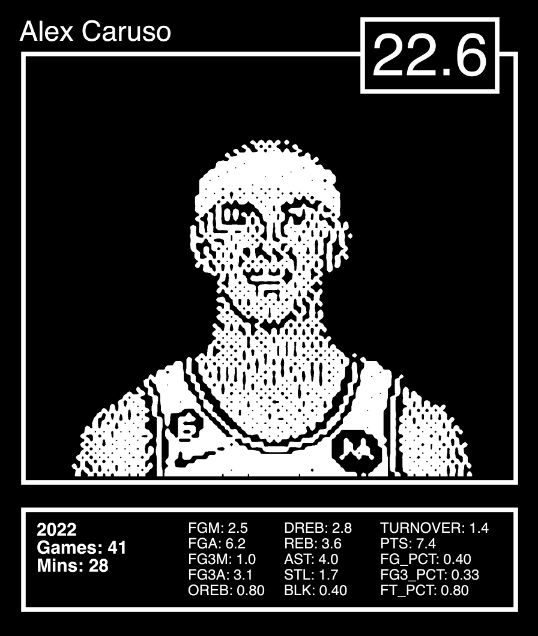 Alex Caruso
22.6
6
2022
Games: 41
Mins: 28
FGM: 2.5
FGA: 6.2
FG3M: 1.0
FG3A: 3.1
OREB: 0.80
DREB: 2.8
REB: 3.6
AST: 4.0
STL: 1.7
BLK: 0.40
TURNOVER: 1.4
PTS: 7.4
FG_PCT: 0.40
FG3_PCT: 0.33
FT_PCT: 0.80